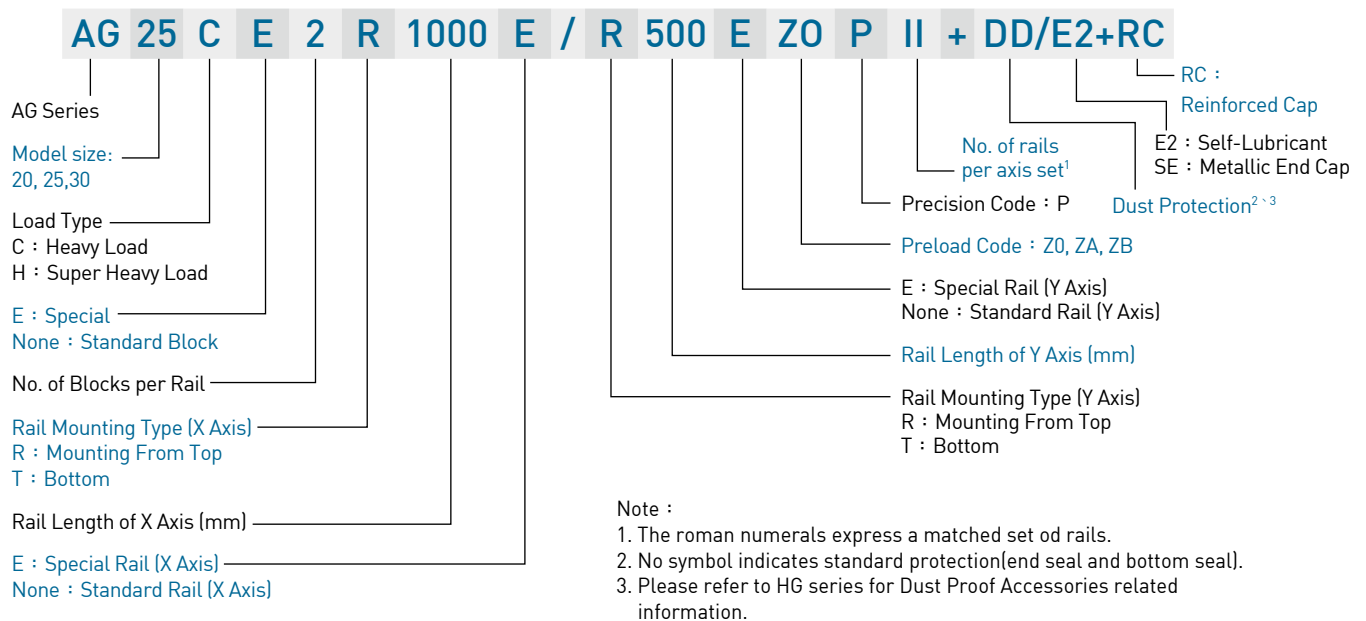 AG 25 C E 2 R 1000 E / R 500 E ZO P II + DD/E2+RC
AG Series
Model size:
20, 25,30
Load Type
C：Heavy Load
H：Super Heavy Load
E：Special
None：Standard Block
No. of Blocks per Rail
Rail Mounting Type (X Axis)
R：Mounting From Top
T：Bottom
Rail Length of X Axis (mm)
E：Special Rail (X Axis)
None：Standard Rail (X Axis)
RC：
Reinforced Cap
E2：Self-Lubricant
SE：Metallic End Cap
Dust Protection2、3
No. of rails
per axis set1
Precision Code：P
Preload Code：Z0, ZA, ZB
E：Special Rail (Y Axis)
None：Standard Rail (Y Axis)
Rail Length of Y Axis (mm)
Rail Mounting Type (Y Axis)
R：Mounting From Top
T：Bottom
Note：
1. The roman numerals express a matched set od rails.
2. No symbol indicates standard protection(end seal and bottom seal).
3. Please refer to HG series for Dust Proof Accessories related
information.